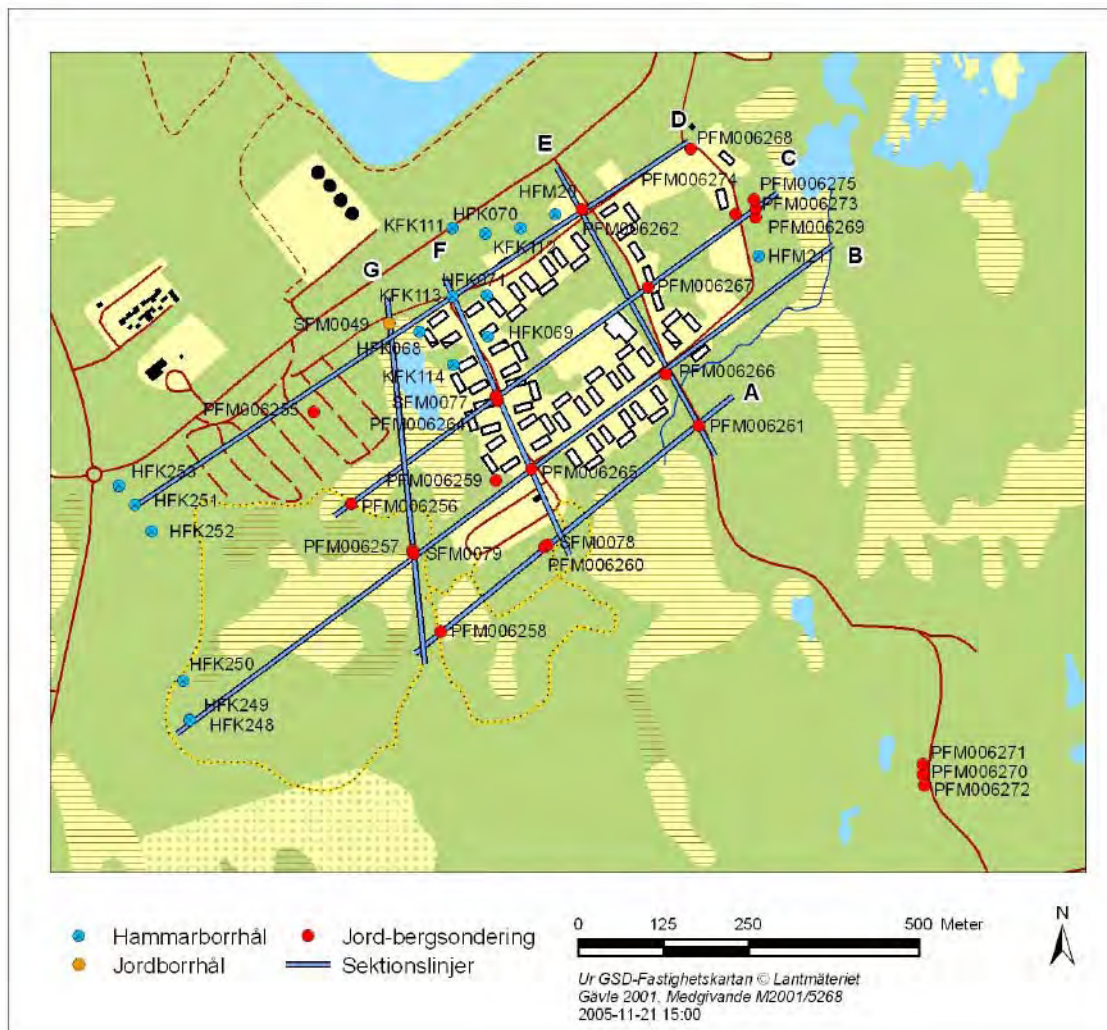 D
PFM006268
E
C
PFM006274
PFM006275
HFM20
PFM006273
HFK070
KFK111
PFM006262
PFM006269
KFK112
F
HFM21
B
G
HFK071
PFM006267
KFK113
SFM0049
HFK069
HFK068
KFK114
PFM006266
SFM0077
A
PFM006255
PFM006264
PFM006261
PFM006265
HFK253
PFM006259
HFK251
PFM006256
HFK252
SFM0078
PFM006257
SFM0079
PFM006260
PFM006258
HFK250
HFK249
HFK248
PFM006271
PFM006270
PFM006272
Hammarborrhål
Jord-bergsondering
Jordborrhål
Sektionslinjer
0 125 250 500 Meter
N
Ur GSD-Fastighetskartan © Lantmäteriet
Gävle 2001, Medgivande M2001/5268
2005-11-21 15:00